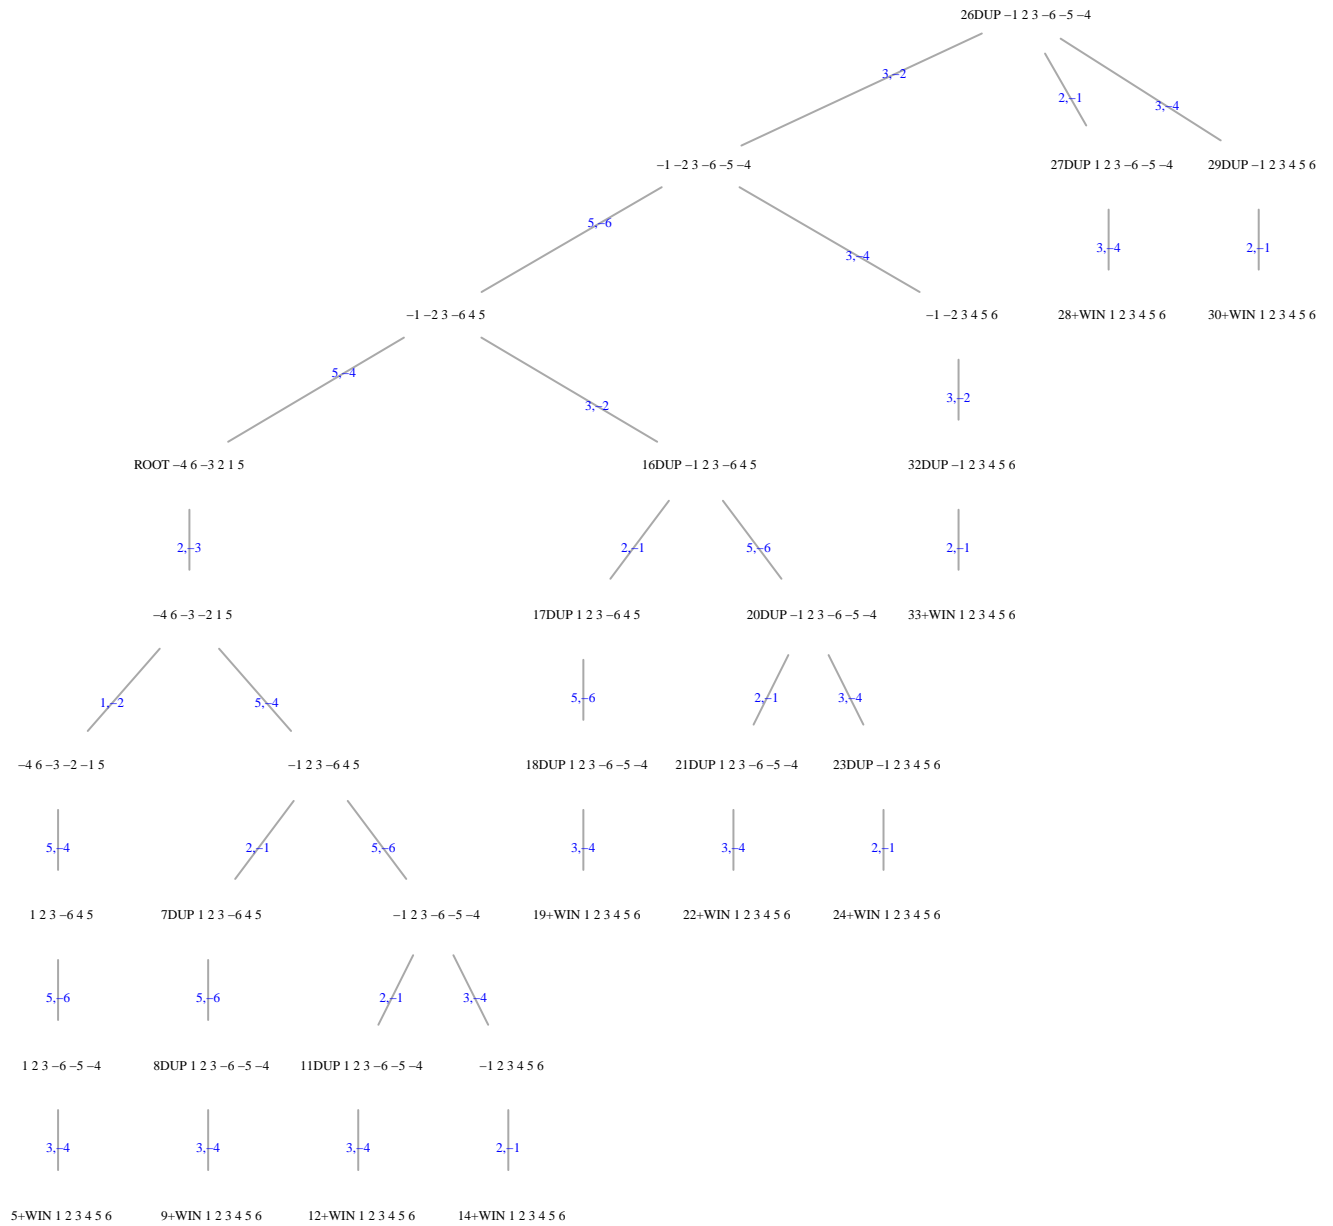 26DUP −1 2 3 −6 −5 −4
3,−2
2,−1
3,−4
−1 −2 3 −6 −5 −4
27DUP 1 2 3 −6 −5 −4
29DUP −1 2 3 4 5 6
5,−6
3,−4
3,−4
2,−1
−1 −2 3 −6 4 5
−1 −2 3 4 5 6
28+WIN 1 2 3 4 5 6
30+WIN 1 2 3 4 5 6
5,−4
3,−2
3,−2
ROOT −4 6 −3 2 1 5
16DUP −1 2 3 −6 4 5
32DUP −1 2 3 4 5 6
2,−3
2,−1
5,−6
2,−1
−4 6 −3 −2 1 5
17DUP 1 2 3 −6 4 5
20DUP −1 2 3 −6 −5 −4
33+WIN 1 2 3 4 5 6
1,−2
5,−4
5,−6
2,−1
3,−4
−4 6 −3 −2 −1 5
−1 2 3 −6 4 5
18DUP 1 2 3 −6 −5 −4
21DUP 1 2 3 −6 −5 −4
23DUP −1 2 3 4 5 6
5,−4
2,−1
5,−6
3,−4
3,−4
2,−1
1 2 3 −6 4 5
7DUP 1 2 3 −6 4 5
−1 2 3 −6 −5 −4
19+WIN 1 2 3 4 5 6
22+WIN 1 2 3 4 5 6
24+WIN 1 2 3 4 5 6
5,−6
5,−6
2,−1
3,−4
1 2 3 −6 −5 −4
8DUP 1 2 3 −6 −5 −4
11DUP 1 2 3 −6 −5 −4
−1 2 3 4 5 6
3,−4
3,−4
3,−4
2,−1
5+WIN 1 2 3 4 5 6
9+WIN 1 2 3 4 5 6
12+WIN 1 2 3 4 5 6
14+WIN 1 2 3 4 5 6